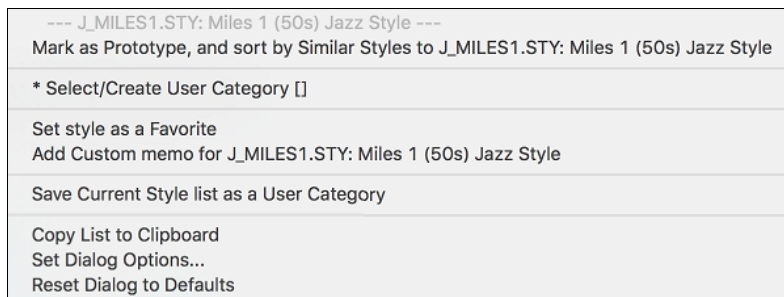 --- J_MILES1.STY: Miles 1 (50s) Jazz Style ---
Mark as Prototype, and sort by Similar Styles to J_MILES1.STY: Miles 1 (50s) Jazz Style
* Select/Create User Category []
Set style as a Favorite
Add Custom memo for J_MILES1.STY: Miles 1 (50s) Jazz Style
Save Current Style list as a User Category
Copy List to Clipboard
Set Dialog Options...
Reset Dialog to Defaults